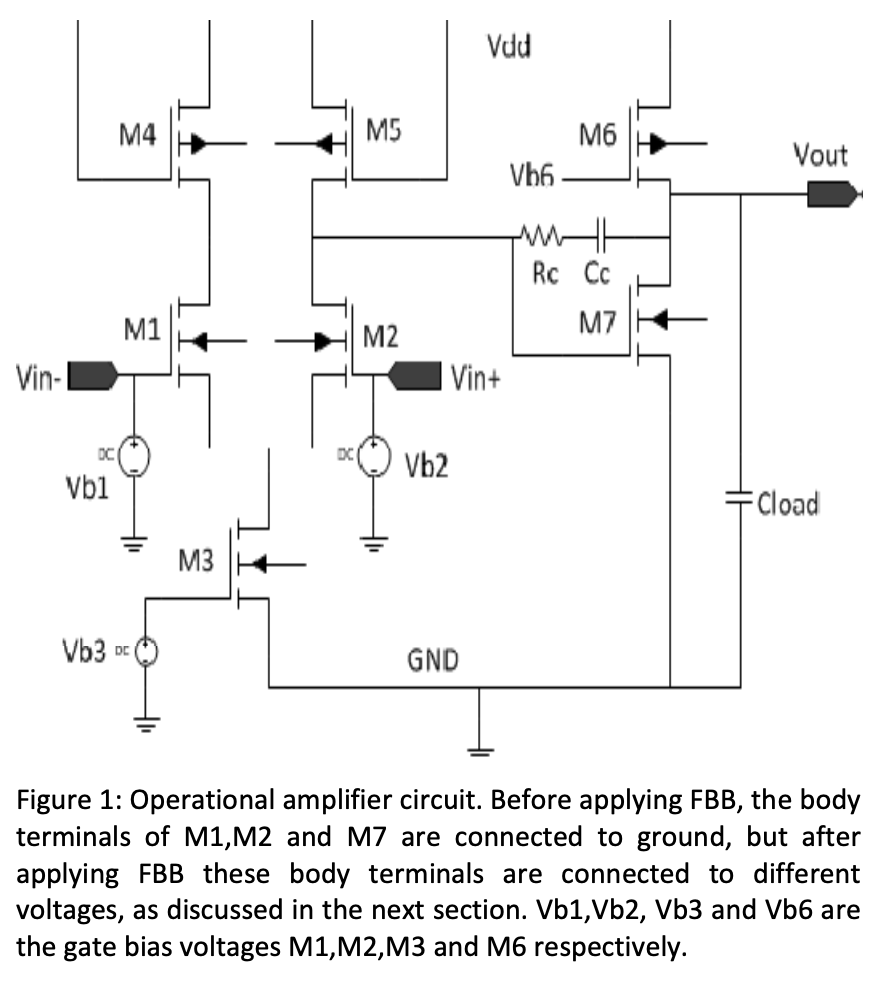 Vdd
M4
M5
M6
Vout
Vb6
Rc Cc
M1
M2
M7
Vin-
Vin+
DC
Vb1
DC
Vb2
Cload
M3
Vb3
DC
GND
Figure 1: Operational amplifier circuit. Before applying FBB, the body
terminals of M1,M2 and M7 are connected to ground, but after
applying FBB these body terminals are connected to different
voltages, as discussed in the next section. Vb1,Vb2, Vb3 and Vb6 are
the gate bias voltages M1,M2,M3 and M6 respectively.